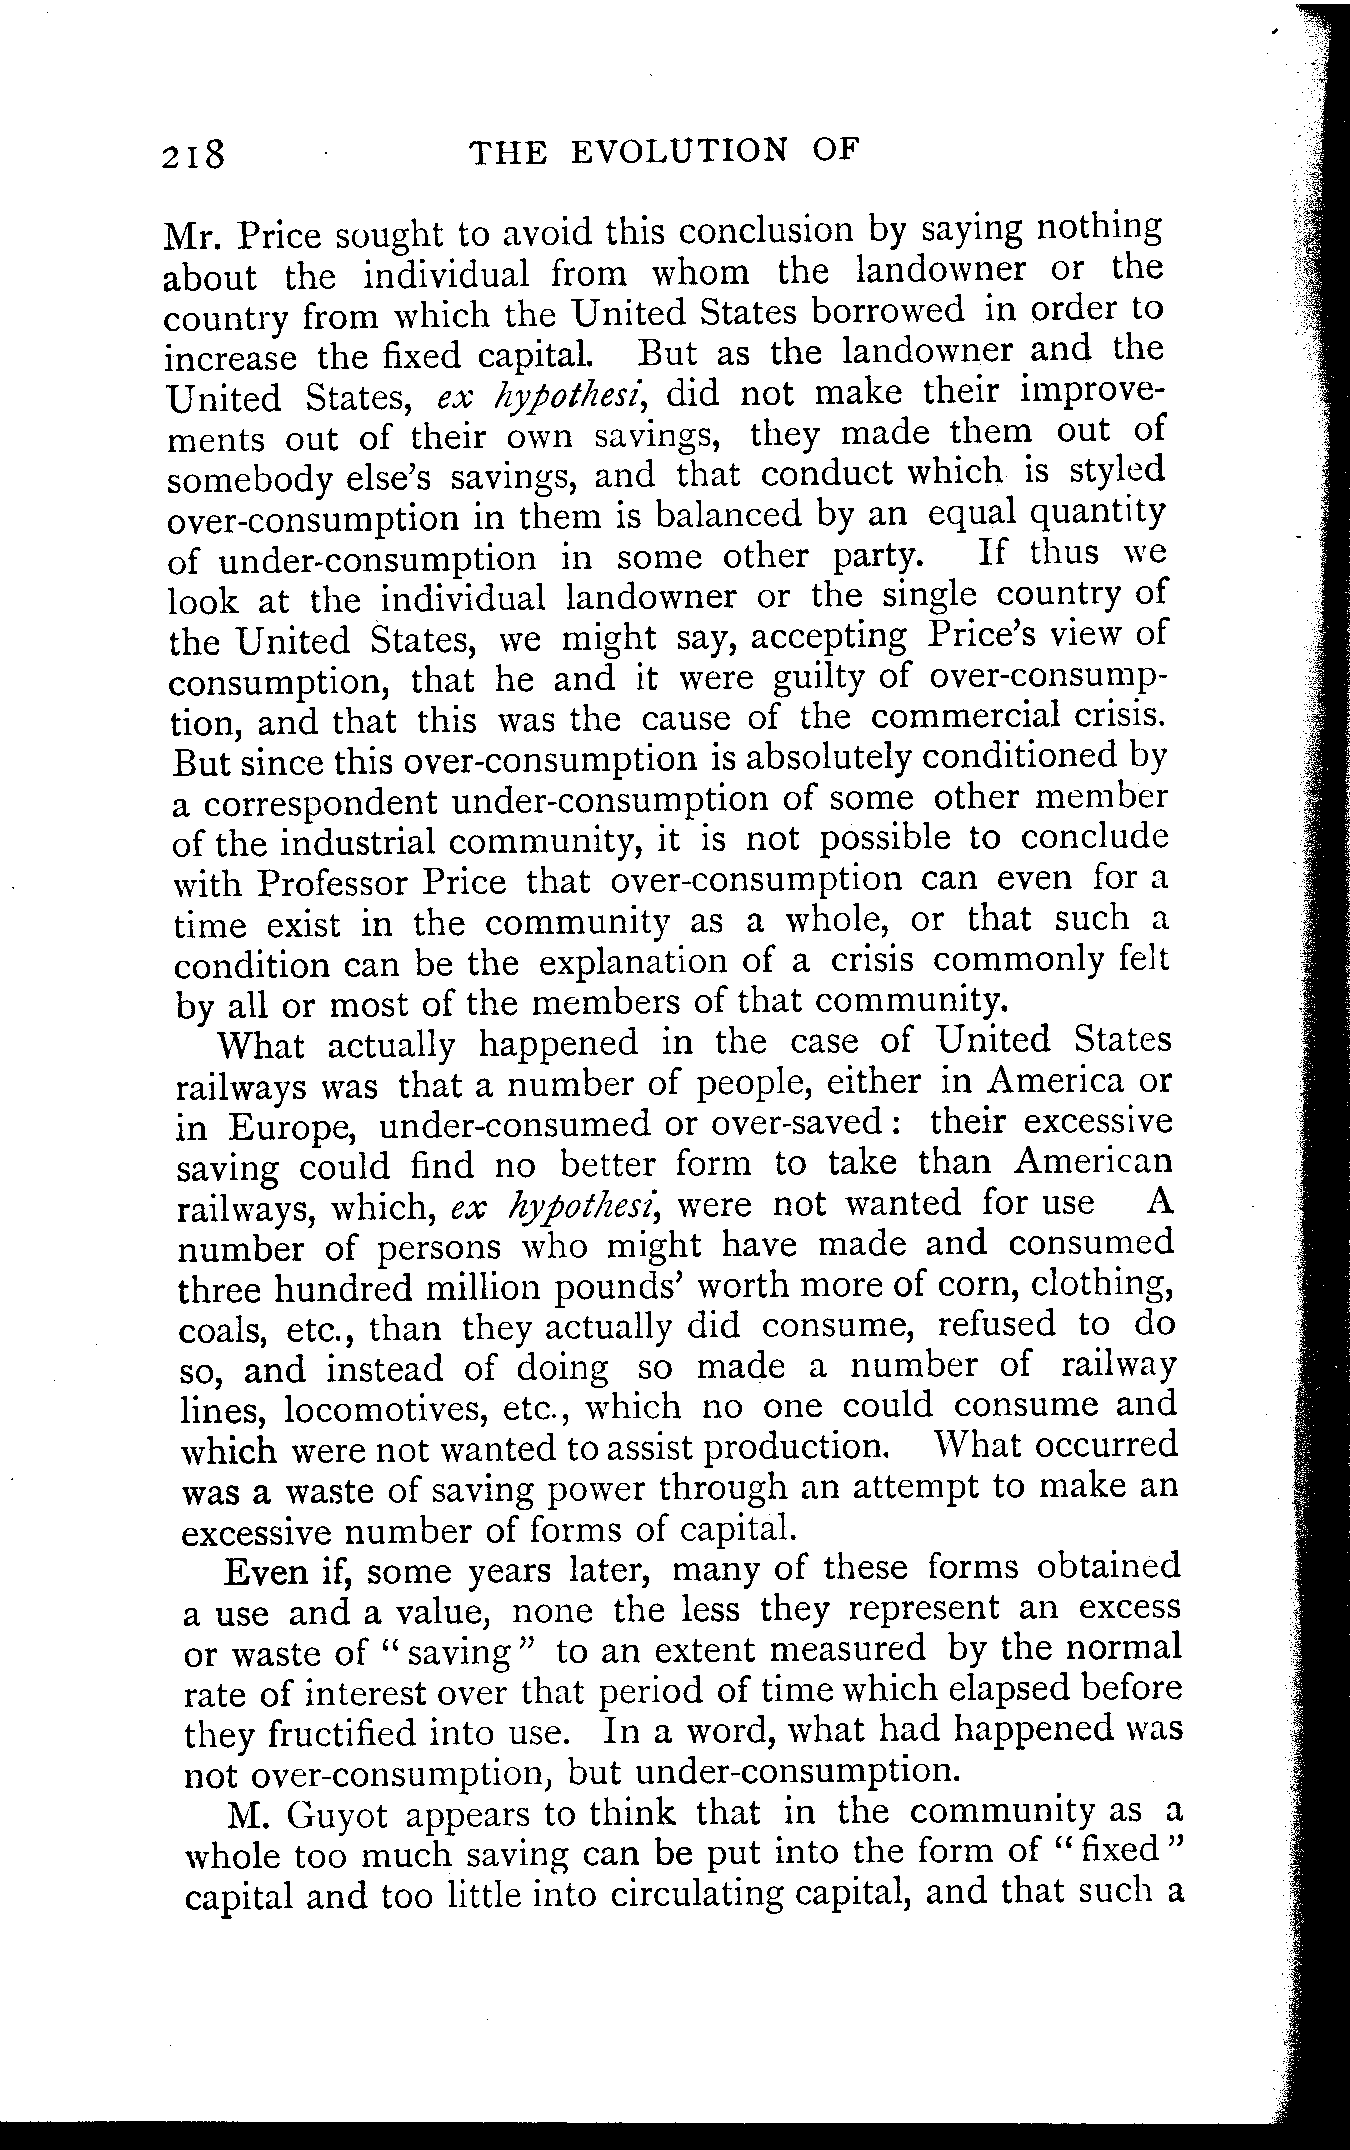 218 THE EVOLUTION OF
Mr. Price sought to avoid this conclusion by saying nothing
about the individual from whom the landowner or the
country from which the United States borrowed in order to
increase the fixed capital. But as the landowner and the
United States, ex hypothesi, did not make their improve-
ments out of their own savings, they made them out of
somebody else's savings, and that conduct which is styled
over-consumption in them is balanced by an equal quantity
of under-consumption in some other party. If thus we
look at the individual landowner or the single country of
the United States, we might say, accepting Price's view of
consumption, that he and it were guilty of over-consump-
tion, and that this was the cause of the commercial crisis.
But since this over-consumption is absolutely conditioned by
a correspondent under-consumption of some other member
of the industrial community, it is not possible to conclude
with Professor Price that over-consumption can even for a
time exist in the community as a whole, or that such a
condition can be the explanation of a crisis commonly felt
by all or most of the members of that community.
What actually happened in the case of United States
railways was that a number of people, either in America or
in Europe, under-consumed or over-saved : their excessive
saving could find no better form to take than American
railways, which, ex hypothesi, were not wanted for use A
number of persons who might have made and consumed
three hundred million pounds' worth more of corn, clothing,
coals, etc., than they actually did consume, refused to do
so, and instead of doing so made a number of railway
lines, locomotives, etc., which no one could consume and
which were not wanted to assist production. What occurred
was a waste of saving power through an attempt to make an
excessive number of forms of capital.
Even if, some years later, many of these forms obtained
a use and a value, none the less they represent an excess
or waste of "saving" to an extent measured by the normal
rate of interest over that period of time which elapsed before
they fructified into use. In a word, what had happened was
not over-consumption, but under-consumption.
M. Guyot appears to think that in the community as a
whole too much saving can be put into the form of "fixed"
capital and too little into circulating capital, and that such a